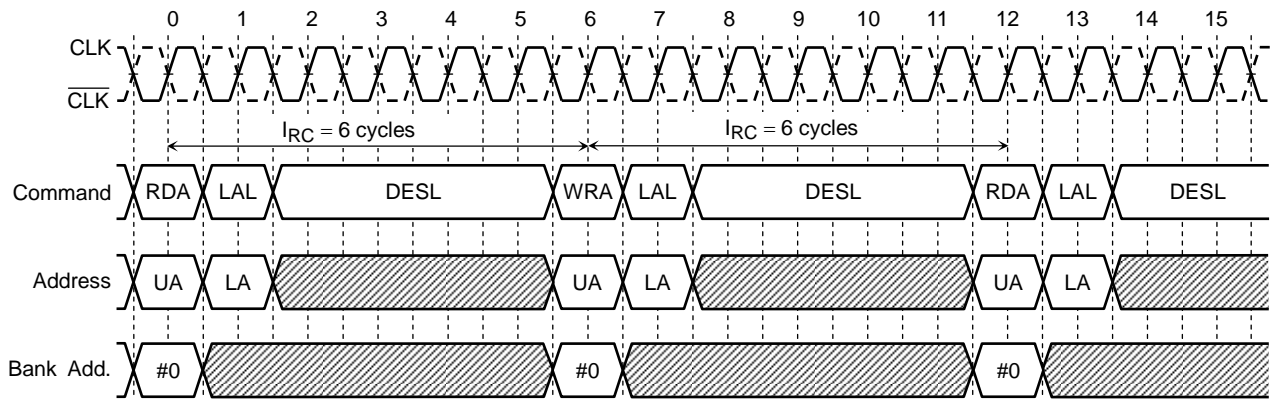 0 1 2 3 4 5 6 7 8 9 10 11 12 13 14 15
CLK
CLK
IRC = 6 cycles IRC = 6 cycles
Command RDA LAL DESL WRA LAL DESL RDA LAL DESL
Address UA LA UA LA UA LA
Bank Add. #0 #0 #0